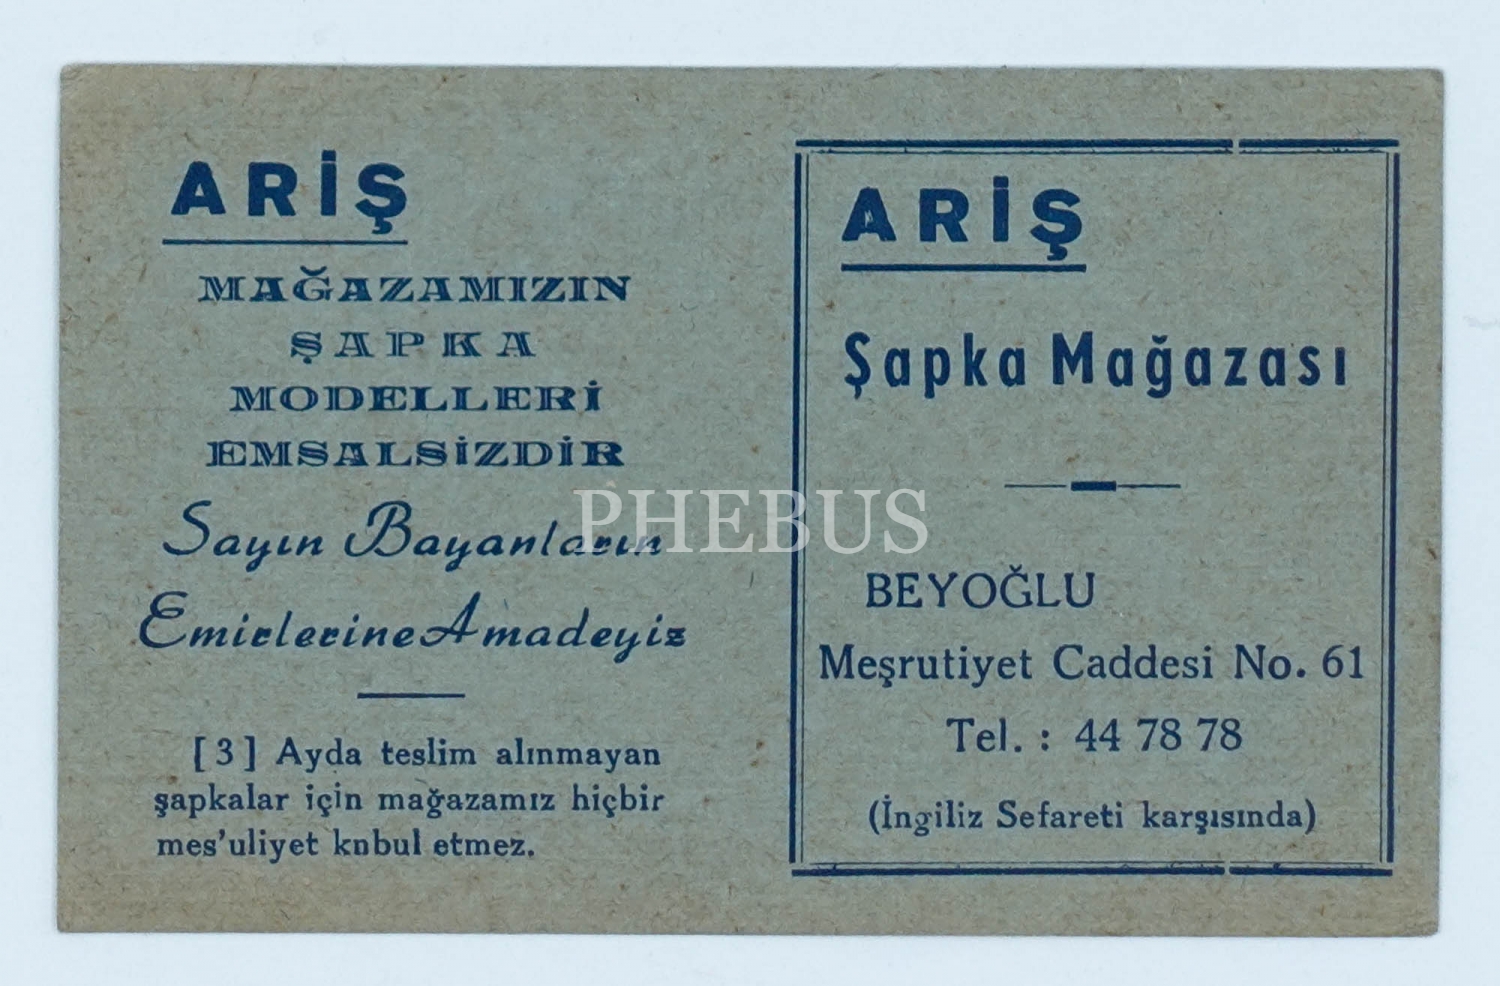 ARİŞ
MAĞAZAMIZIN
ŞAPKA
MODELLERİ
EMSALSİZDİR
Sayın Bayanların
Emirlerine Amadeyiz
[3] Ayda teslim alınmayan
şapkalar için mağazamız hiçbir
mes'uliyet knbul etmez.
ARİŞ
Şapka Mağazası
BEYOĞLU
Meşrutiyet Caddesi No. 61
Tel. : 44 78 78
(İngiliz Sefareti karşısında)
PHEBUS